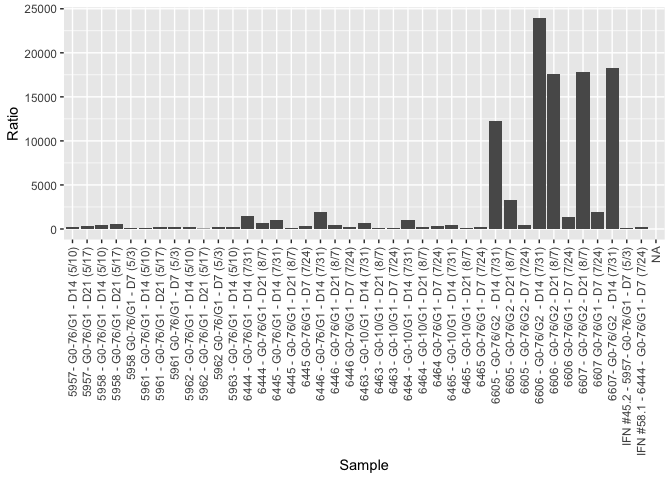 25000
20000
15000
10000
5000
0
Ratio
5957- G0-76/G1 - D14 (5/10)
5957- G0-76/G1 - D21 (5/17)
5958 - G0-76/G1 - D14 (5/10)
5958 - G0-76/G1 - D21 (5/17)
5958 G0-76/G1 - D7 (5/3)
5961 - G0-76/G1 - D14 (5/10)
5961 - G0-76/G1 - D21 (5/17)
5961 G0-76/G1 - D7 (5/3)
5962 - G0-76/G1 - D14 (5/10)
5962 - G0-76/G1 - D21 (5/17)
5962 G0-76/G1 - D7 (5/3)
5963 - G0-76/G1 - D14 (5/10)
6444 - G0-76/G1 - D14 (7/31)
6444 - G0-76/G1 - D21 (8/7)
6445 - G0-76/G1 - D14 (7/31)
6445 - G0-76/G1 - D21 (8/7)
6445 G0-76/G1 - D7 (7/24)
6446 - G0-76/G1 - D14 (7/31)
6446 - G0-76/G1 - D21 (8/7)
6446 G0-76/G1 - D7 (7/24)
6463 - G0-10/G1 - D14 (7/31)
6463 - G0-10/G1 - D21 (8/7)
6463 - G0-10/G1 - D7 (7/24)
6464 - G0-10/G1 - D14 (7/31)
6464 - G0-10/G1 - D21 (8/7)
6464 G0-76/G1 - D7 (7/24)
6465 - G0-10/G1 - D14 (7/31)
6465 - G0-10/G1 - D21 (8/7)
6465 G0-76/G1 - D7 (7/24)
6605 - G0-76/G2 - D14 (7/31)
6605 - G0-76/G2 - D21 (8/7)
6605 - G0-76/G2 - D7 (7/24)
6606 - G0-76/G2 - D14 (7/31)
6606 - G0-76/G2 - D21 (8/7)
6606 G0-76/G1 - D7 (7/24)
6607 - G0-76/G2 - D21 (8/7)
6607 G0-76/G1 - D7 (7/24)
6607- G0-76/G2 - D14 (7/31)
IFN #45.2 - 5957- G0-76/G1 - D7 (5/3)
IFN #58.1 - 6444 - G0-76/G1 - D7 (7/24)
NA
Sample